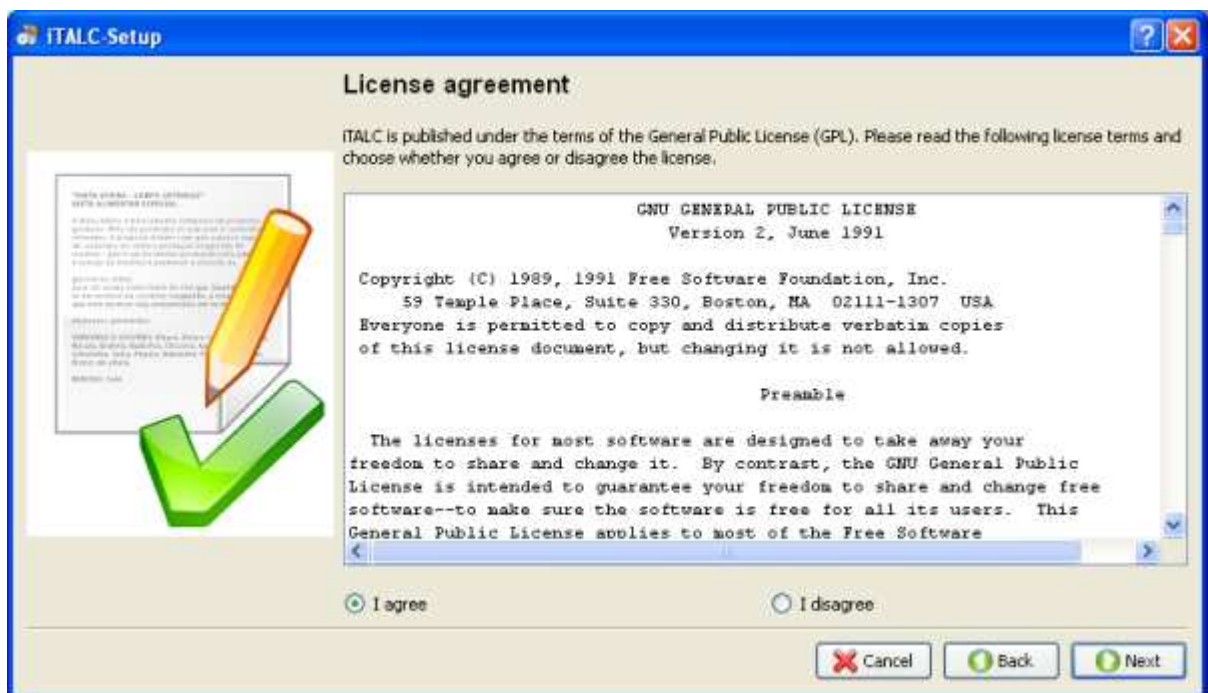 iTALC-Setup
License agreement
iTALC is published under the terms of the General Public License (GPL). Please read the following license terms and
choose whether you agree or disagree the license.
GNU GENERAL PUBLIC LICENSE
Version 2, June 1991
Copyright (C) 1989, 1991 Free Software Foundation, Inc.
59 Temple Place, Suite 330, Boston, MA 02111-1307 USA
Everyone is permitted to copy and distribute verbatim copies
of this license document, but changing it is not allowed.
Preamble
The licenses for most software are designed to take away your
freedom to share and change it. By contrast, the GNU General Public
License is intended to guarantee your freedom to share and change free
software--to make sure the software is free for all its users. This
General Public License applies to most of the Free Software
I agree
I disagree
Cancel
Back
Next